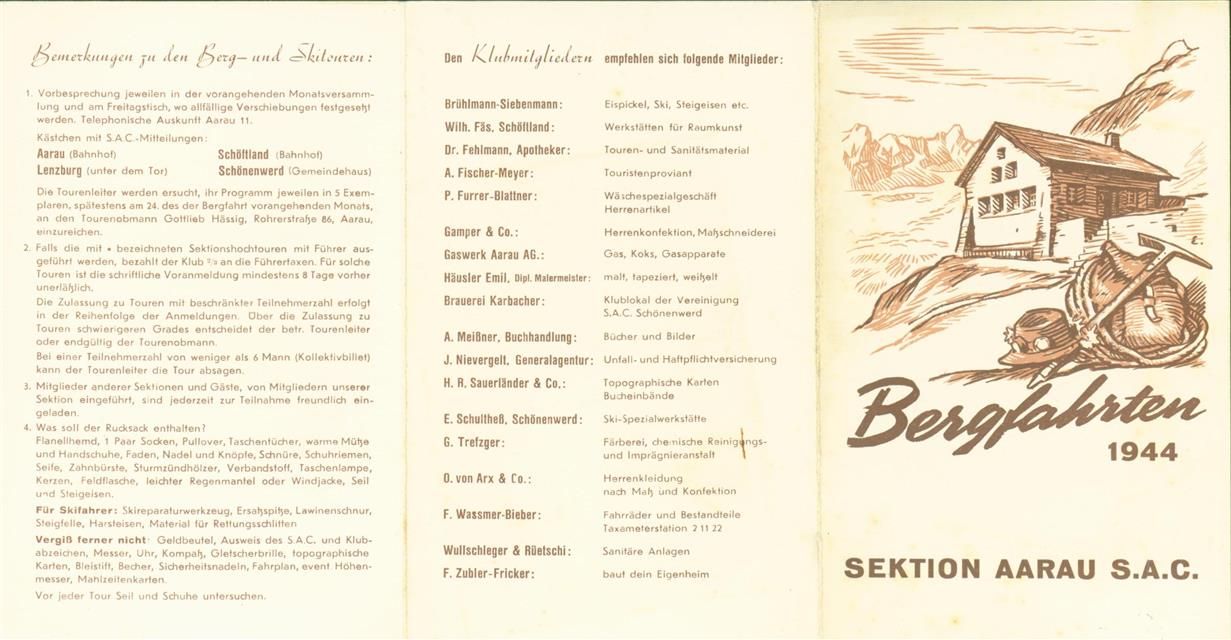 Bemerkungen zu den Berg- und Skitouren:
1. Vorbesprechung jeweilen in der vorangehenden Monatsversamm-
lung und am Freitagstisch, wo allfällige Verschiebungen festgesetzt
werden. Telephonische Auskunft Aarau 11.
Kästchen mit S.A.C.-Mitteilungen:
Aarau (Bahnhof) Schöftland (Bahnhof)
Lenzburg (unter dem Tor) Schönenwerd (Gemeindehaus)
Die Tourenleiter werden ersucht, ihr Programm jeweilen in 5 Exem-
plaren, spätestens am 24. des der Bergfahrt vorangehenden Monats,
an den Tourenobmann Gottlieb Hässig, Rohrerstraße 86, Aarau,
einzureichen.
2. Falls die mit • bezeichneten Sektionshochtouren mit Führer aus-
geführt werden, bezahlt der Klub an die Führertaxen. Für solche
Touren ist die schriftliche Voranmeldung mindestens 8 Tage vorher
unerläßlich.
Die Zulassung zu Touren mit beschränkter Teilnehmerzahl erfolgt
in der Reihenfolge der Anmeldungen. Über die Zulassung zu
Touren schwierigeren Grades entscheidet der betr. Tourenleiter
oder endgültig der Tourenobmann.
Bei einer Teilnehmerzahl von weniger als 6 Mann (Kollektivbillet)
kann der Tourenleiter die Tour absagen.
3. Mitglieder anderer Sektionen und Gäste, von Mitgliedern unserer
Sektion eingeführt, sind jederzeit zur Teilnahme freundlich ein-
geladen.
4. Was soll der Rucksack enthalten?
Flanellhemd, 1 Paar Socken, Pullover, Taschentücher, warme Mütze
und Handschuhe, Faden, Nadel und Knöpfe, Schnüre, Schuhriemen,
Seife, Zahnbürste, Sturmzündhölzer, Verbandstoff, Taschenlampe,
Kerzen, Feldflasche, leichter Regenmantel oder Windjacke, Seil
und Steigeisen.
Für Skifahrer: Skireparaturwerkzeug, Ersatzspitze, Lawinenschnur,
Steigfelle, Harsteisen, Material für Rettungsschlitten
Vergiß ferner nicht: Geldbeutel, Ausweis des S.A.C. und Klub-
abzeichen, Messer, Uhr, Kompaß, Gletscherbrille, topographische
Karten, Bleistift, Becher, Sicherheitsnadeln, Fahrplan, event. Höhen-
messer, Mahlzeitenkarten.
Vor jeder Tour Seil und Schuhe untersuchen.
Den Klubmitgliedern empfehlen sich folgende Mitglieder:
Brühlmann-Siebenmann: Eispickel, Ski, Steigeisen etc.
Wilh. Fäs, Schöftland: Werkstätten für Raumkunst
Dr. Fehlmann, Apotheker: Touren- und Sanitätsmaterial
A. Fischer-Meyer: Touristenproviant
P. Furrer-Blattner: Wäschespezialgeschäft
Herrenartikel
Gamper & Co.: Herrenkonfektion, Maßschneiderei
Gaswerk Aarau AG.: Gas, Koks, Gasapparate
Häusler Emil, Dipl. Malermeister: malt, tapeziert, weißelt
Brauerei Karbacher: Klublokal der Vereinigung
S.A.C. Schönenwerd
A. Meißner, Buchhandlung: Bücher und Bilder
J. Nievergelt, Generalagentur: Unfall- und Haftpflichtversicherung
H. R. Sauerländer & Co.: Topographische Karten
Bucheinbände
E. Schultheß, Schönenwerd: Ski-Spezialwerkstätte
G. Trefzger: Färberei, chemische Reinigungs-
und Imprägnieranstalt
O. von Arx & Co.: Herrenkleidung
nach Maß und Konfektion
F. Wassmer-Bieber: Fahrräder und Bestandteile
Taxameterstation 2 11 22
Wullschleger & Rüetschi: Sanitäre Anlagen
F. Zubler-Fricker: baut dein Eigenheim
Bergfahrten
1944
SEKTION AARAU S.A.C.